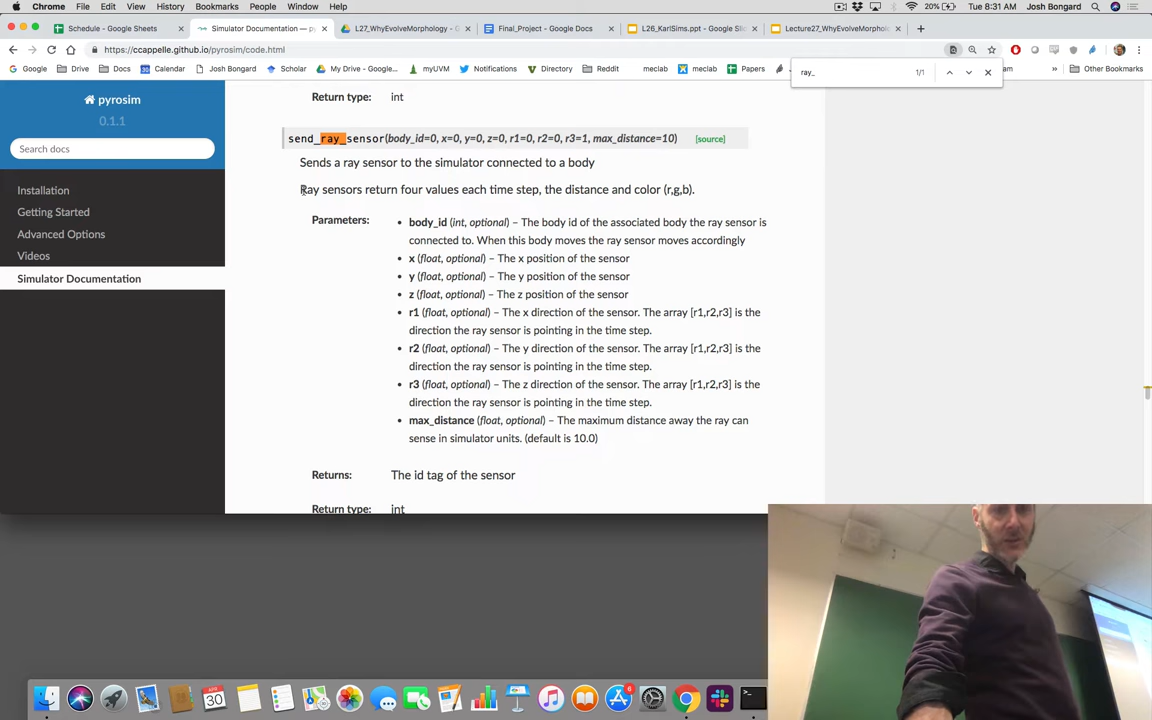 Chrome File Edit View History Bookmarks People Window Help 20% Tue 8:31 AM Josh Bongard
Schedule - Google Sheets Simulator Documentation — py L27_WhyEvolveMorphology - G Final_Project - Google Docs L26_KarlSims.ppt - Google Sli Lecture27_WhyEvolveMorpholo
https://ccappelle.github.io/pyrosim/code.html
Google Drive Calendar Josh Bongard Scholar My Drive - Google... myUVM Notifications Directory Reddit meclab meclab Papers Other Bookmarks
ray_ 1/1
pyrosim
0.1.1
Search docs
Installation
Getting Started
Advanced Options
Videos
Simulator Documentation
Return type: int
send_ray_sensor(body_id=0, x=0, y=0, z=0, r1=0, r2=0, r3=1, max_distance=10) [source]
Sends a ray sensor to the simulator connected to a body
Ray sensors return four values each time step, the distance and color (r,g,b).
Parameters: • body_id (int, optional) – The body id of the associated body the ray sensor is
connected to. When this body moves the ray sensor moves accordingly
• x (float, optional) – The x position of the sensor
• y (float, optional) – The y position of the sensor
• z (float, optional) – The z position of the sensor
• r1 (float, optional) – The x direction of the sensor. The array [r1,r2,r3] is the
direction the ray sensor is pointing in the time step.
• r2 (float, optional) – The y direction of the sensor. The array [r1,r2,r3] is the
direction the ray sensor is pointing in the time step.
• r3 (float, optional) – The z direction of the sensor. The array [r1,r2,r3] is the
direction the ray sensor is pointing in the time step.
• max_distance (float, optional) – The maximum distance away the ray can
sense in simulator units. (default is 10.0)
Returns: The id tag of the sensor
Return type: int